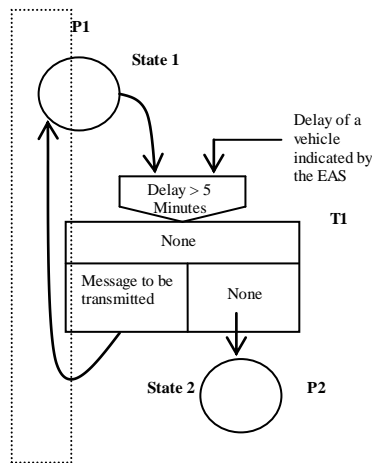 P1
State 1
Delay of a
vehicle
indicated by
the EAS
Delay > 5
Minutes
T1
None
Message to be
transmitted
None
State 2
P2